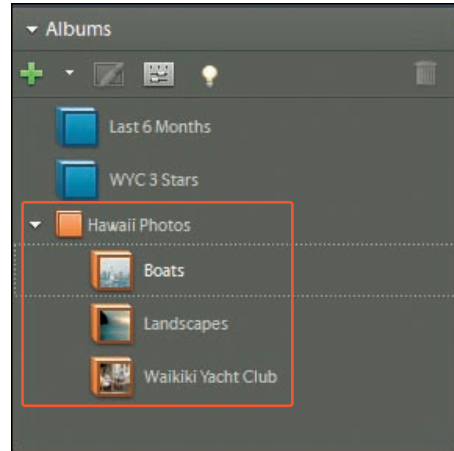 Albums
Last 6 Months
WYC 3 Stars
Hawaii Photos
Boats
Landscapes
Waikiki Yacht Club